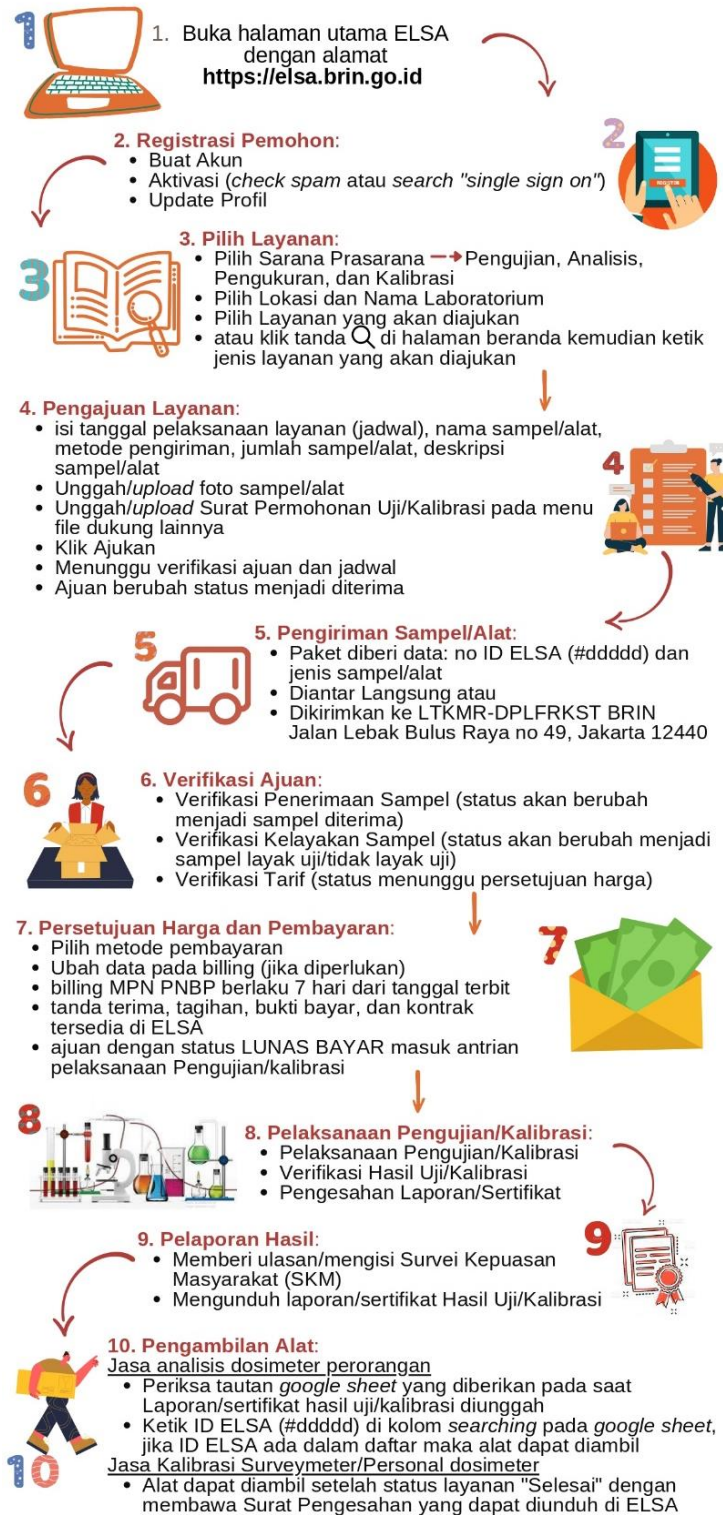 1
1. Buka halaman utama ELSA
dengan alamat
https://elsa.brin.go.id
2
2. Registrasi Pemohon:
• Buat Akun
• Aktivasi (check spam atau search "single sign on")
• Update Profil
3
3. Pilih Layanan:
• Pilih Sarana Prasarana → Pengujian, Analisis,
Pengukuran, dan Kalibrasi
• Pilih Lokasi dan Nama Laboratorium
• Pilih Layanan yang akan diajukan
• atau klik tanda di halaman beranda kemudian ketik
jenis layanan yang akan diajukan
4. Pengajuan Layanan:
• isi tanggal pelaksanaan layanan (jadwal), nama sampel/alat,
metode pengiriman, jumlah sampel/alat, deskripsi
sampel/alat
• Unggah/upload foto sampel/alat
• Unggah/upload Surat Permohonan Uji/Kalibrasi pada menu
file dukung lainnya
• Klik Ajukan
• Menunggu verifikasi ajuan dan jadwal
• Ajuan berubah status menjadi diterima
4
5
5. Pengiriman Sampel/Alat:
• Paket diberi data: no ID ELSA (#ddddd) dan
jenis sampel/alat
• Diantar Langsung atau
• Dikirimkan ke LTKMR-DPLFRKST BRIN
Jalan Lebak Bulus Raya no 49, Jakarta 12440
6
6. Verifikasi Ajuan:
• Verifikasi Penerimaan Sampel (status akan berubah
menjadi sampel diterima)
• Verifikasi Kelayakan Sampel (status akan berubah menjadi
sampel layak uji/tidak layak uji)
• Verifikasi Tarif (status menunggu persetujuan harga)
7. Persetujuan Harga dan Pembayaran:
• Pilih metode pembayaran
• Ubah data pada billing (jika diperlukan)
• billing MPN PNBP berlaku 7 hari dari tanggal terbit
• tanda terima, tagihan, bukti bayar, dan kontrak
tersedia di ELSA
• ajuan dengan status LUNAS BAYAR masuk antrian
pelaksanaan Pengujian/kalibrasi
7
8
8. Pelaksanaan Pengujian/Kalibrasi:
• Pelaksanaan Pengujian/Kalibrasi
• Verifikasi Hasil Uji/Kalibrasi
• Pengesahan Laporan/Sertifikat
9. Pelaporan Hasil:
• Memberi ulasan/mengisi Survei Kepuasan
Masyarakat (SKM)
• Mengunduh laporan/sertifikat Hasil Uji/Kalibrasi
9
10. Pengambilan Alat:
Jasa analisis dosimeter perorangan
• Periksa tautan google sheet yang diberikan pada saat
Laporan/sertifikat hasil uji/kalibrasi diunggah
• Ketik ID ELSA (#ddddd) di kolom searching pada google sheet,
jika ID ELSA ada dalam daftar maka alat dapat diambil
Jasa Kalibrasi Surveymeter/Personal dosimeter
• Alat dapat diambil setelah status layanan "Selesai" dengan
membawa Surat Pengesahan yang dapat diunduh di ELSA
10